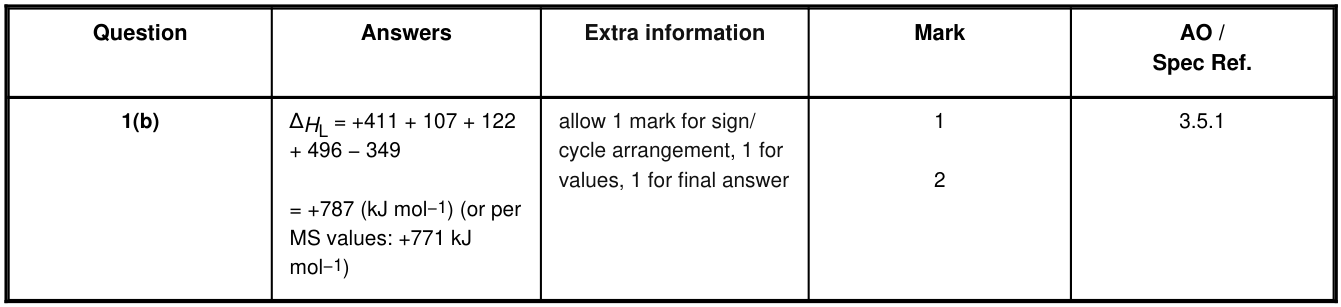 Question Answers Extra information Mark AO /
Spec Ref.
1(b) ΔHL = +411 + 107 + 122 allow 1 mark for sign/ 1 3.5.1
+ 496 − 349 cycle arrangement, 1 for
values, 1 for final answer 2
= +787 (kJ mol−1) (or per
MS values: +771 kJ
mol−1)